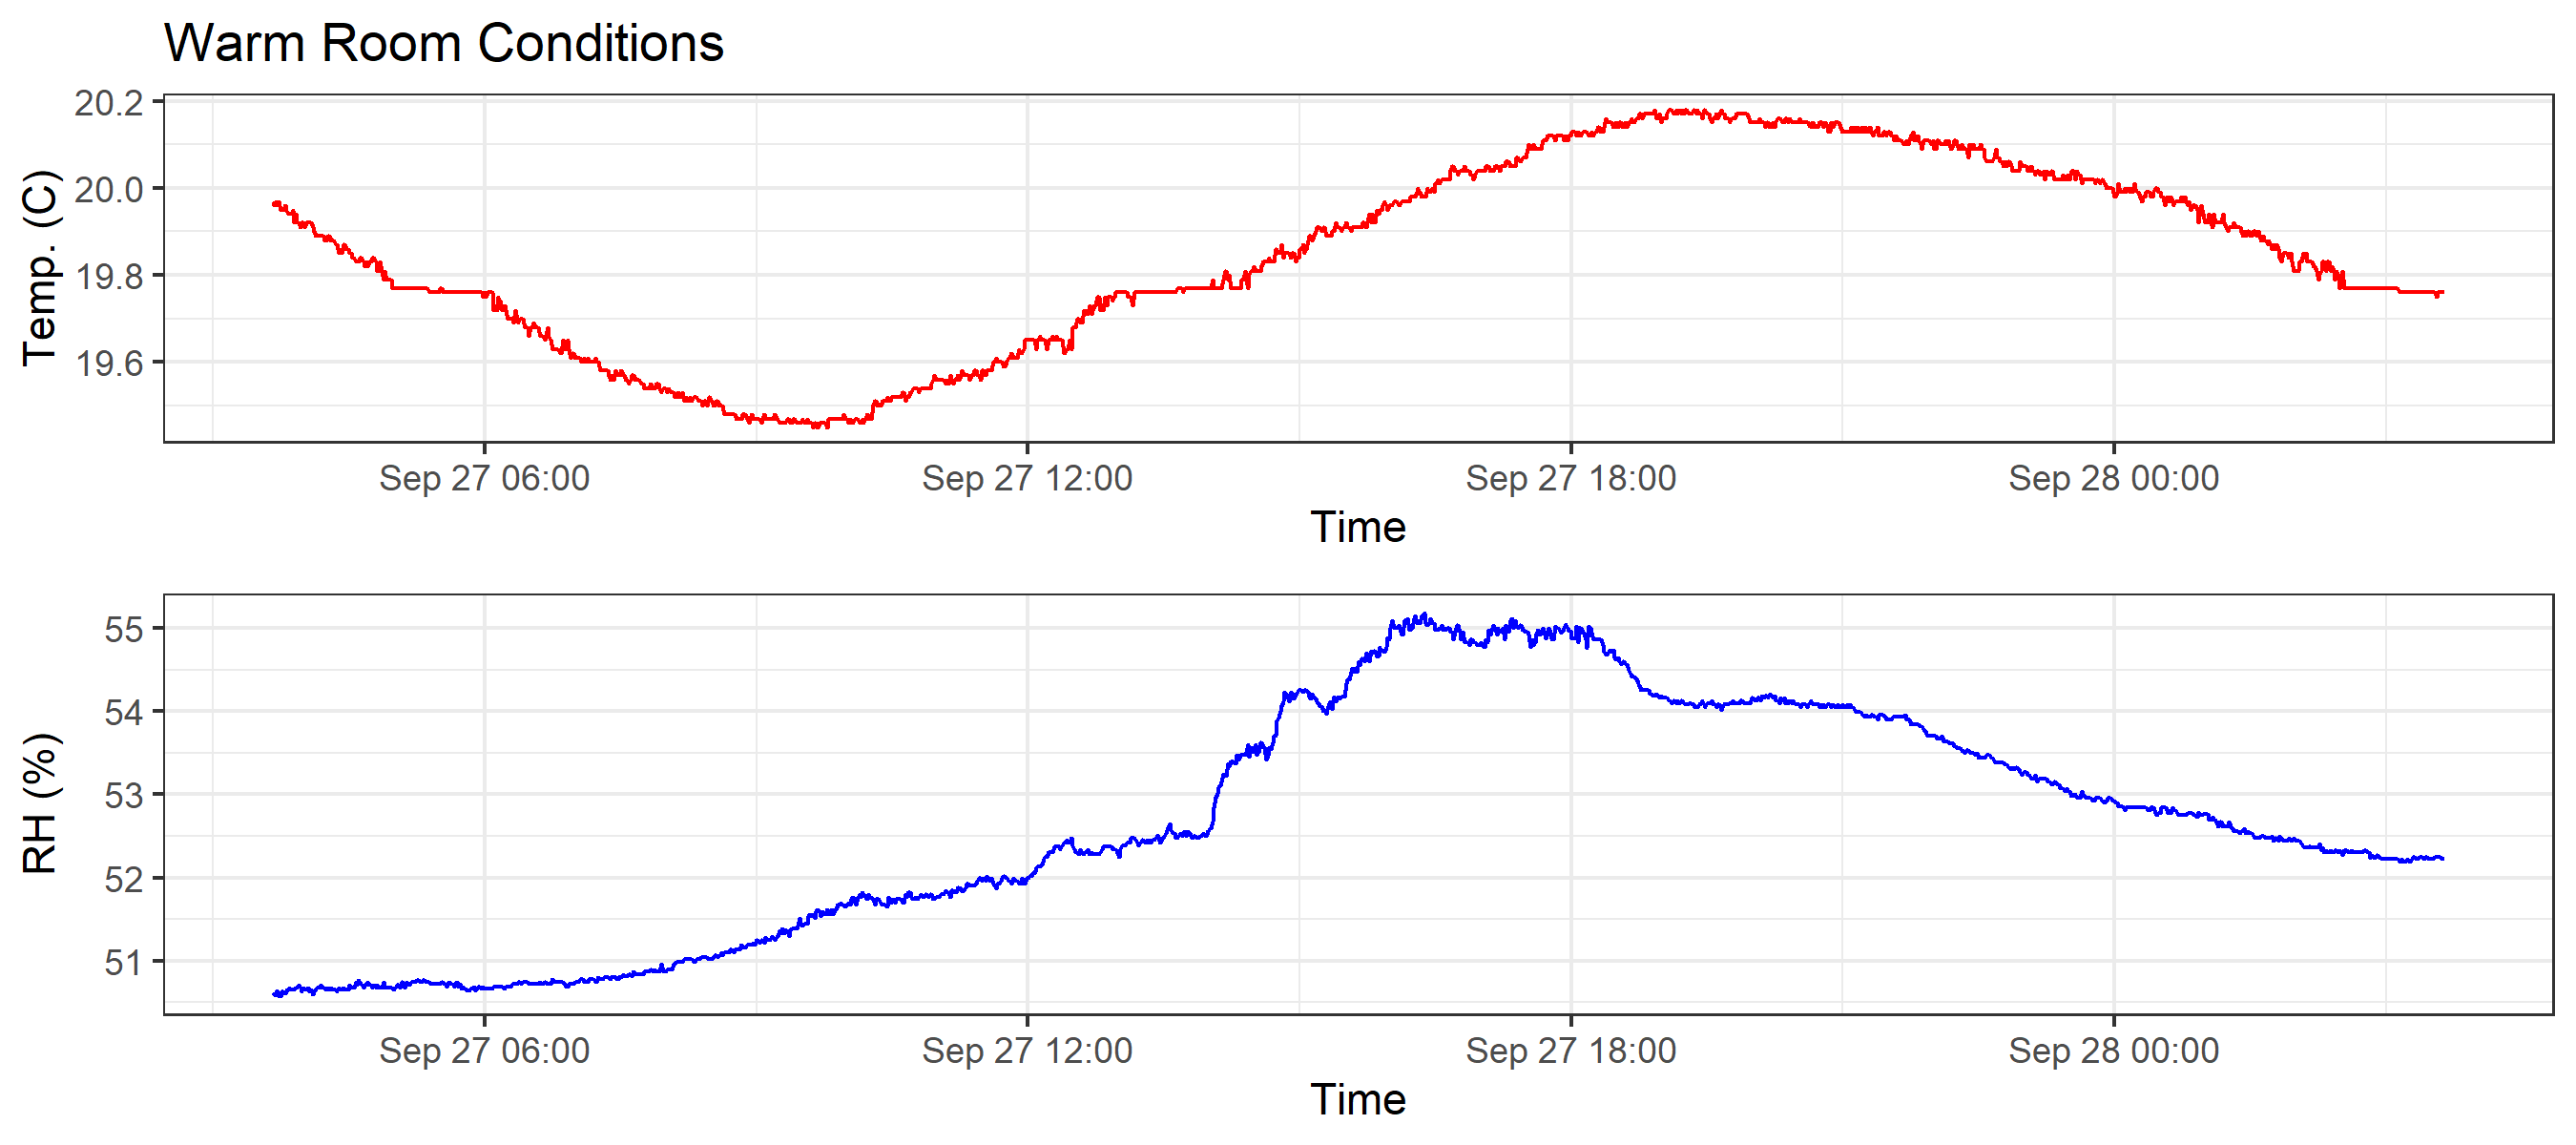 Warm Room Conditions
20.2
20.0
19.8
19.6
Temp. (C)
Sep 27 06:00 Sep 27 12:00 Sep 27 18:00 Sep 28 00:00
Time
55
54
53
52
51
RH (%)
Sep 27 06:00 Sep 27 12:00 Sep 27 18:00 Sep 28 00:00
Time